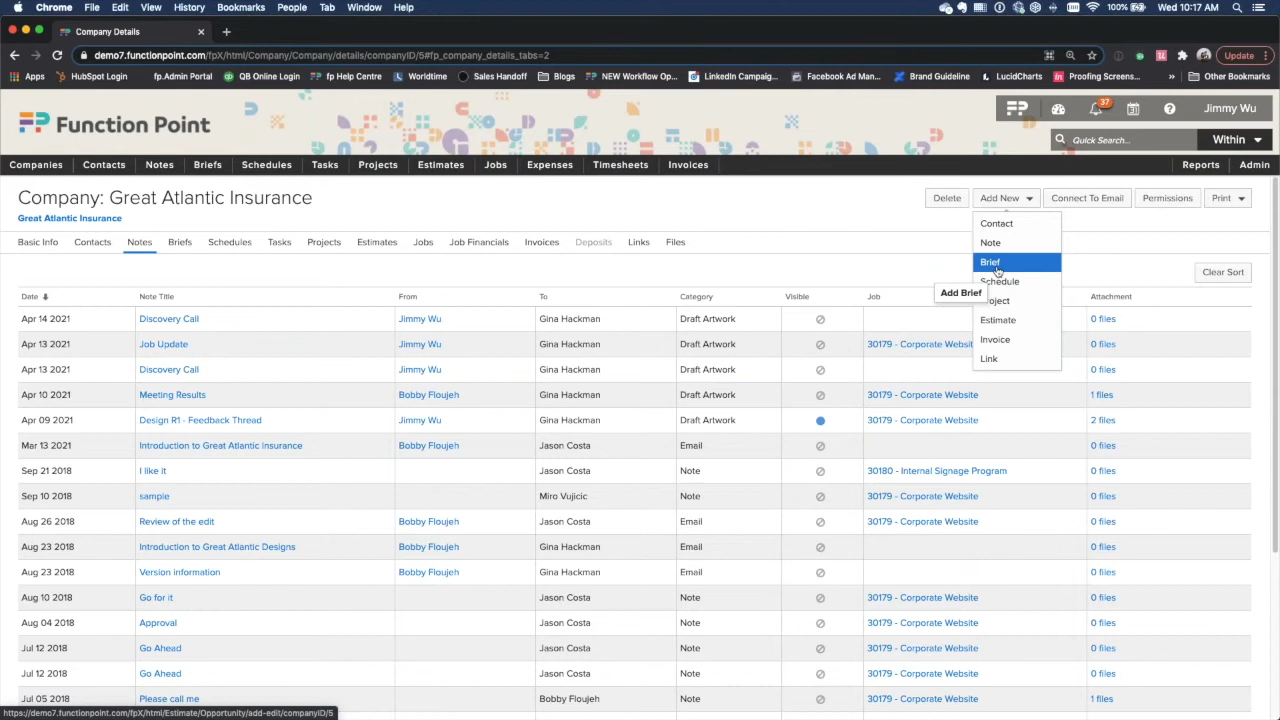 Chrome File Edit View History Bookmarks People Tab Window Help 100% Wed 10:17 AM
Company Details
demo7.functionpoint.com/fpX/html/Company/Company/details/companyID/5#fp_company_details_tabs=2 Update
Apps HubSpot Login fp.Admin Portal QB Online Login fp Help Centre Worldtime Sales Handoff Blogs NEW Workflow Op... LinkedIn Campaig... Facebook Ad Man... Brand Guideline LucidCharts Proofing Screens... » Other Bookmarks
Function Point
37 Jimmy Wu
Quick Search... Within
Companies Contacts Notes Briefs Schedules Tasks Projects Estimates Jobs Expenses Timesheets Invoices Reports Admin
Company: Great Atlantic Insurance
Delete Add New Connect To Email Permissions Print
Great Atlantic Insurance
Basic Info Contacts Notes Briefs Schedules Tasks Projects Estimates Jobs Job Financials Invoices Deposits Links Files
Contact
Note
Brief
Schedule
Add Brief
roject
Estimate
Invoice
Link
Clear Sort
Date Note Title From To Category Visible Job Attachment
Apr 14 2021 Discovery Call Jimmy Wu Gina Hackman Draft Artwork 0 files
Apr 13 2021 Job Update Jimmy Wu Gina Hackman Draft Artwork 30179 - Corporate Websit 0 files
Apr 13 2021 Discovery Call Jimmy Wu Gina Hackman Draft Artwork 0 files
Apr 10 2021 Meeting Results Bobby Floujeh Gina Hackman Draft Artwork 30179 - Corporate Website 1 files
Apr 09 2021 Design R1 - Feedback Thread Jimmy Wu Gina Hackman Draft Artwork 30179 - Corporate Website 2 files
Mar 13 2021 Introduction to Great Atlantic Insurance Bobby Floujeh Jason Costa Email 0 files
Sep 21 2018 I like it Jason Costa Note 30180 - Internal Signage Program 0 files
Sep 10 2018 sample Miro Vujicic Note 30179 - Corporate Website 0 files
Aug 26 2018 Review of the edit Bobby Floujeh Jason Costa Email 30179 - Corporate Website 0 files
Aug 23 2018 Introduction to Great Atlantic Designs Bobby Floujeh Gina Hackman Email 0 files
Aug 23 2018 Version information Bobby Floujeh Gina Hackman Email 0 files
Aug 10 2018 Go for it Jason Costa Note 30179 - Corporate Website 0 files
Aug 04 2018 Approval Jason Costa Note 30179 - Corporate Website 0 files
Jul 12 2018 Go Ahead Jason Costa Note 30179 - Corporate Website 0 files
Jul 12 2018 Go Ahead Jason Costa Note 30179 - Corporate Website 0 files
Jul 05 2018 Please call me Bobby Floujeh Note 30179 - Corporate Website 1 files
https://demo7.functionpoint.com/fpX/html/Estimate/Opportunity/add-edit/companyID/5